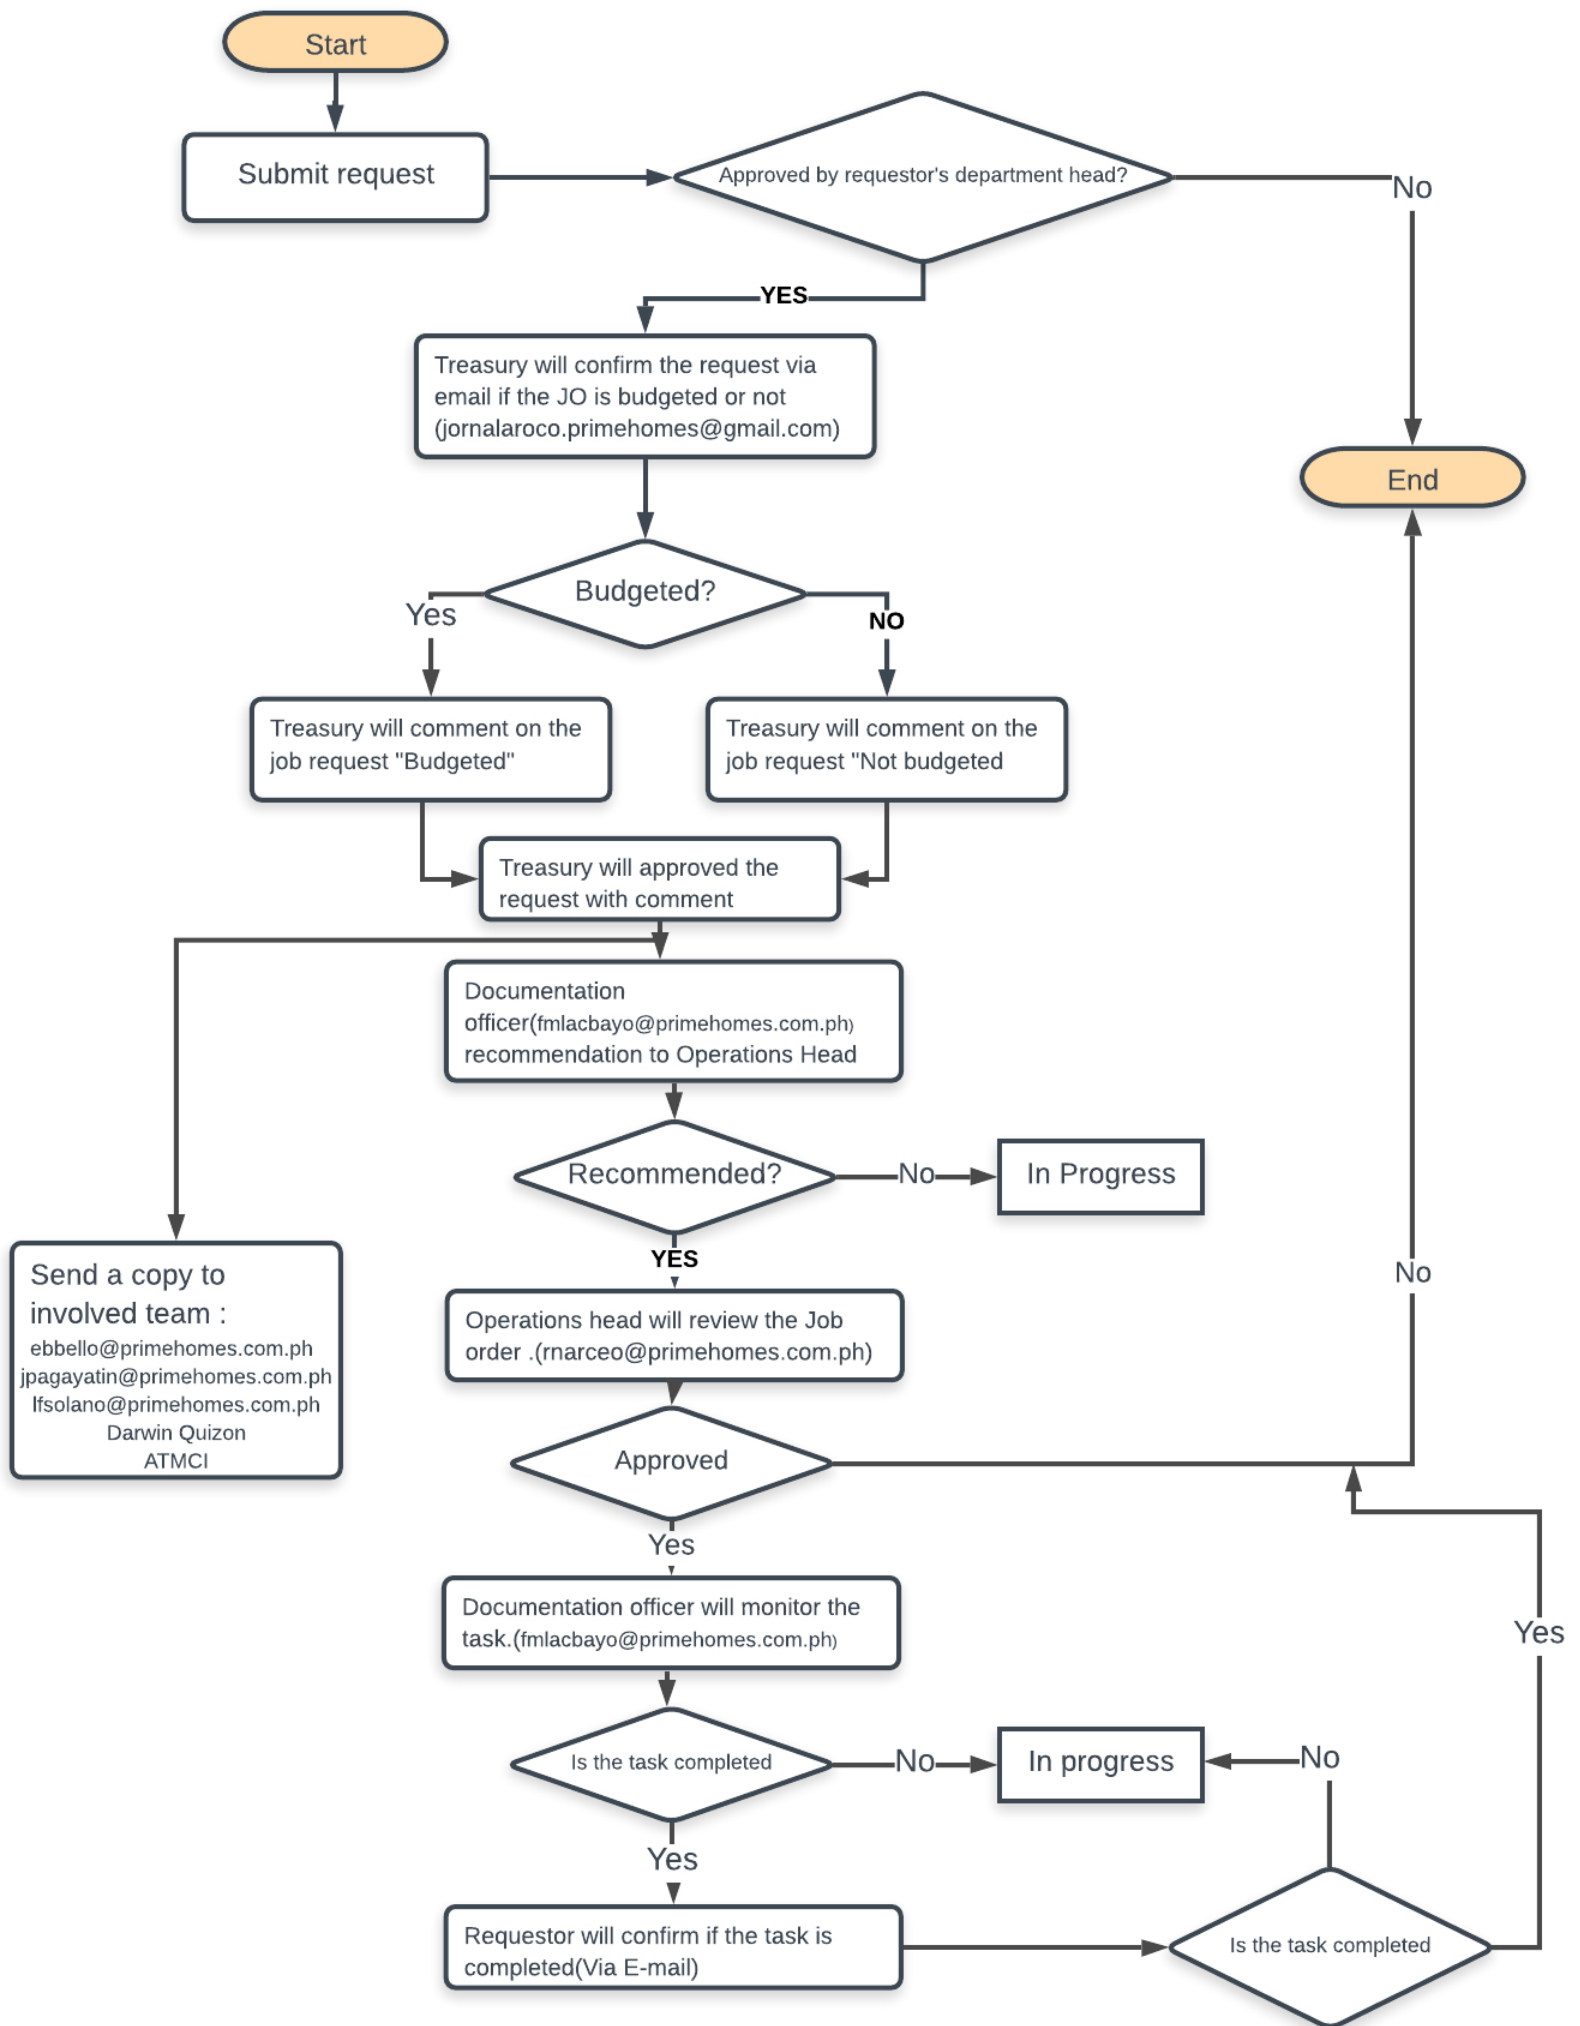 Start
Submit request
Approved by requestor's department head?
No
YES
Treasury will confirm the request via
email if the JO is budgeted or not
(jornalaroco.primehomes@gmail.com)
End
Budgeted?
Yes
NO
Treasury will comment on the
job request "Budgeted"
Treasury will comment on the
job request "Not budgeted
Treasury will approved the
request with comment
Documentation
officer(fmlacbayo@primehomes.com.ph)
recommendation to Operations Head
Recommended?
No
In Progress
YES
Send a copy to
involved team :
ebbello@primehomes.com.ph
jpagayatin@primehomes.com.ph
lfsolano@primehomes.com.ph
Darwin Quizon
ATMCI
Operations head will review the Job
order .(rnarceo@primehomes.com.ph)
No
Approved
Yes
Documentation officer will monitor the
task.(fmlacbayo@primehomes.com.ph)
Yes
Is the task completed
No
In progress
No
Yes
Requestor will confirm if the task is
completed(Via E-mail)
Is the task completed